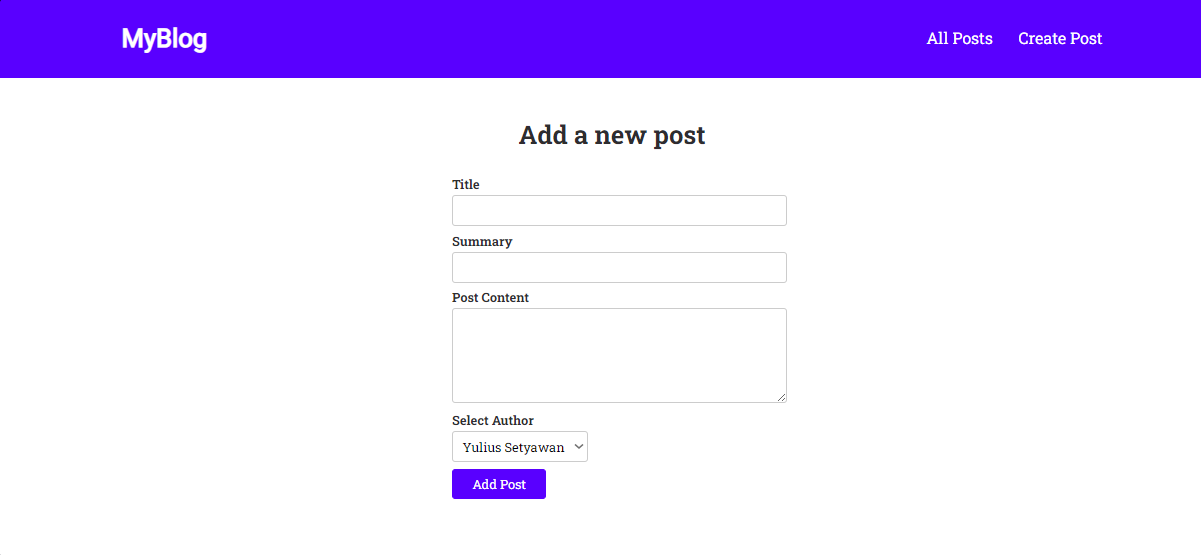 MyBlog
All Posts
Create Post
Add a new post
Title
Summary
Post Content
Select Author
Yulius Setyawan
Add Post